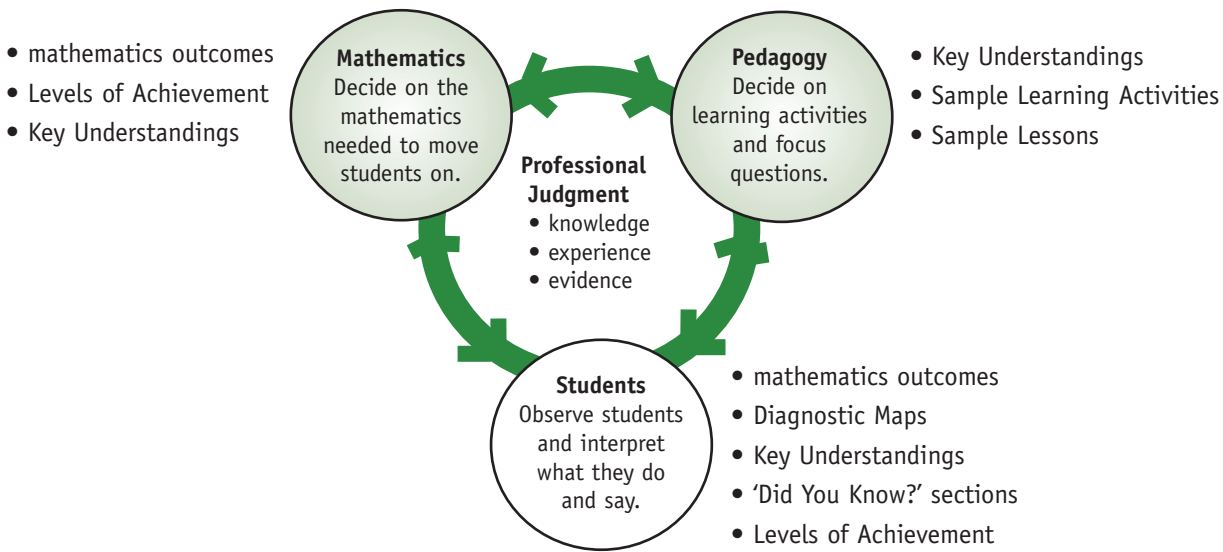 • mathematics outcomes
• Levels of Achievement
• Key Understandings
Mathematics
Decide on the
mathematics
needed to move
students on.
Pedagogy
Decide on
learning activities
and focus
questions.
• Key Understandings
• Sample Learning Activities
• Sample Lessons
Professional
Judgment
• knowledge
• experience
• evidence
Students
Observe students
and interpret
what they do
and say.
• mathematics outcomes
• Diagnostic Maps
• Key Understandings
• ‘Did You Know?’ sections
• Levels of Achievement